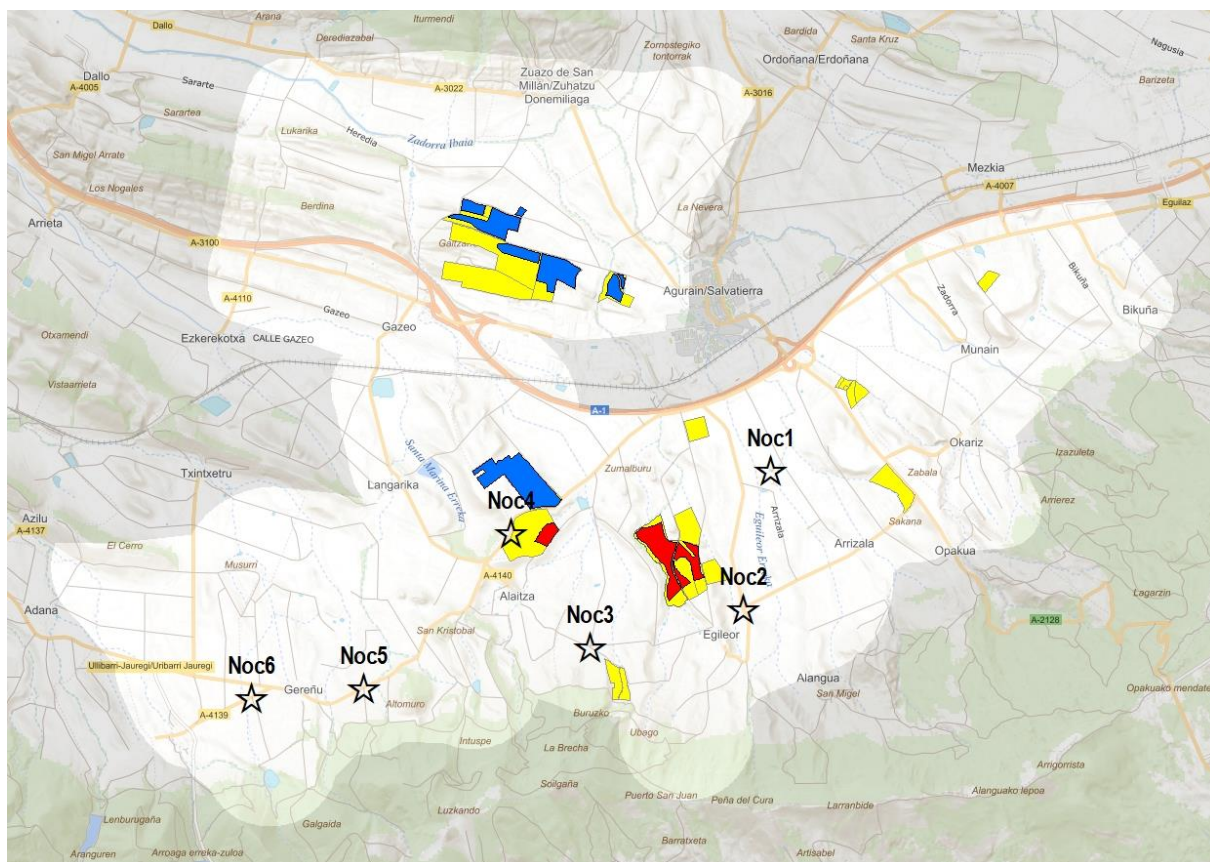 Arana
Iturmendi
Dallo
Derediazabal
Zornostegiko
tontorrak
Bardida
Santa Kruz
Nagusia
Ordoñana/Erdoñana
Dallo
A-4005
Sararte
Zuazo de San
Millán/Zuhatzu
Donemiliaga
A-3022
A-3016
Barizeta
Sarartea
Lukarika
Heredia
Zadorra Ibaia
San Migel Arrate
Los Nogales
Mezkia
A-4007
Eguilaz
Arrieta
Berdina
La Nevera
A-3100
Agurain/Salvatierra
A-4110
Gazeo
Gazeo
Zadorra
Bikuña
Bikuña
Otxamendi
Ezkerekotxa
CALLE GAZEO
Munain
Vistaarrieta
A-1
Okariz
Izazuleta
Zabala
Arrierez
Noc1
Zumalburu
Santa Marina Erreka
Txintxetru
Langarika
Noc4
Arrizala
Eguileor Erreka
Sakana
Azilu
A-4137
El Cerro
Arrizala
Opakua
Musurri
A-4140
Alaitza
Noc2
Lagarzin
Adana
Noc3
A-2128
San Kristobal
Egileor
Ullibarri-Jauregi/Uribarri Jauregi
Noc6
Noc5
Gereñu
Altomuro
Alangua
San Migel
Opakuako mendatea
A-4139
Buruzko
Ubago
Intuspe
La Brecha
Arrigorrista
Soilgaña
Puerto San Juan
Peña del Cura
Larranbide
Alanguako lepoa
Lenburugaña
Galgaida
Luzkando
Barratxeta
Artisabel
Aranguren
Arroaga erreka-zuloa